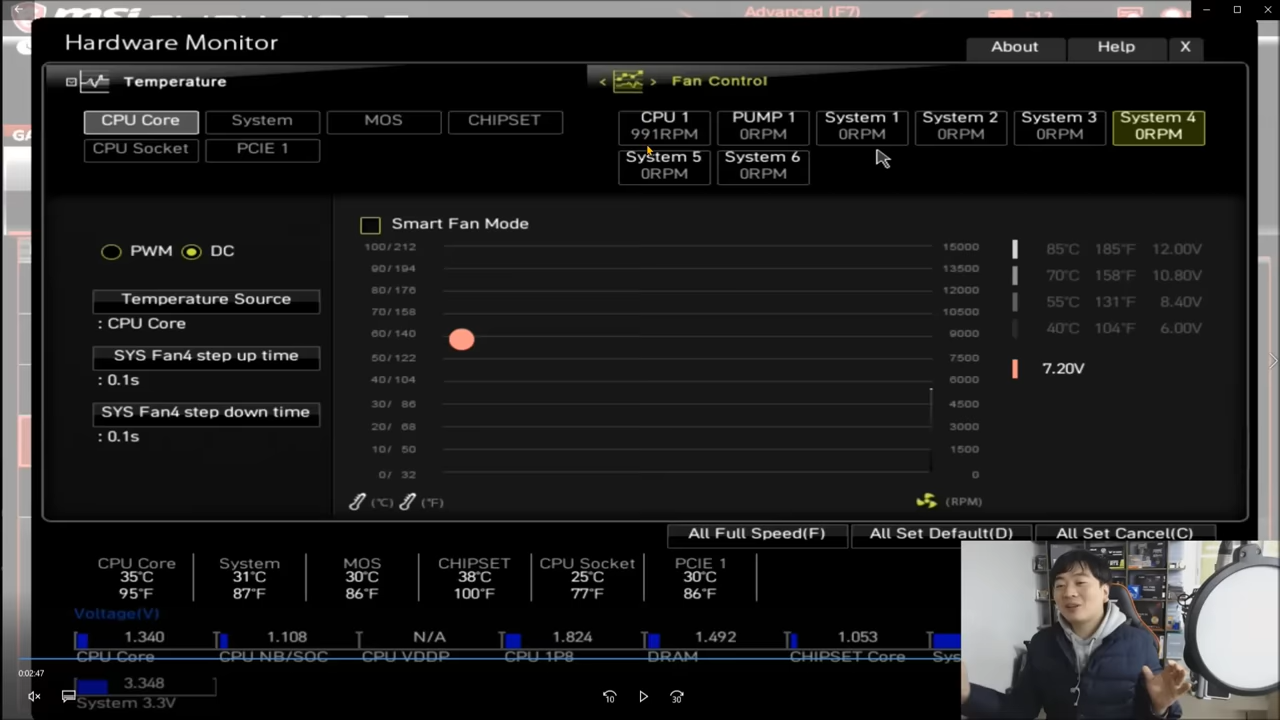 msi
Advanced (F7)
F12
Hardware Monitor
About Help X
Temperature
Fan Control
CPU Core System MOS CHIPSET
CPU Socket PCIE 1
CPU 1 PUMP 1 System 1 System 2 System 3 System 4
991RPM 0RPM 0RPM 0RPM 0RPM 0RPM
System 5 System 6
0RPM 0RPM
GA
PWM DC
Temperature Source
: CPU Core
SYS Fan4 step up time
: 0.1s
SYS Fan4 step down time
: 0.1s
Smart Fan Mode
100/212 15000
90/194 13500
80/176 12000
70/158 10500
60/140 9000
50/122 7500
40/104 6000
30/ 86 4500
20/ 68 3000
10/ 50 1500
0/ 32 0
(°C) (°F) (RPM)
85°C 185°F 12.00V
70°C 158°F 10.80V
55°C 131°F 8.40V
40°C 104°F 6.00V
7.20V
All Full Speed(F) All Set Default(D) All Set Cancel(C)
CPU Core System MOS CHIPSET CPU Socket PCIE 1
35°C 31°C 30°C 38°C 25°C 30°C
95°F 87°F 86°F 100°F 77°F 86°F
Voltage(V)
1.340 1.108 N/A 1.824 1.492 1.053
CPU Core CPU NB/SOC CPU VDDP CPU 1P8 DRAM CHIPSET Core Sys
0:02:47
3.348
System 3.3V
10 30